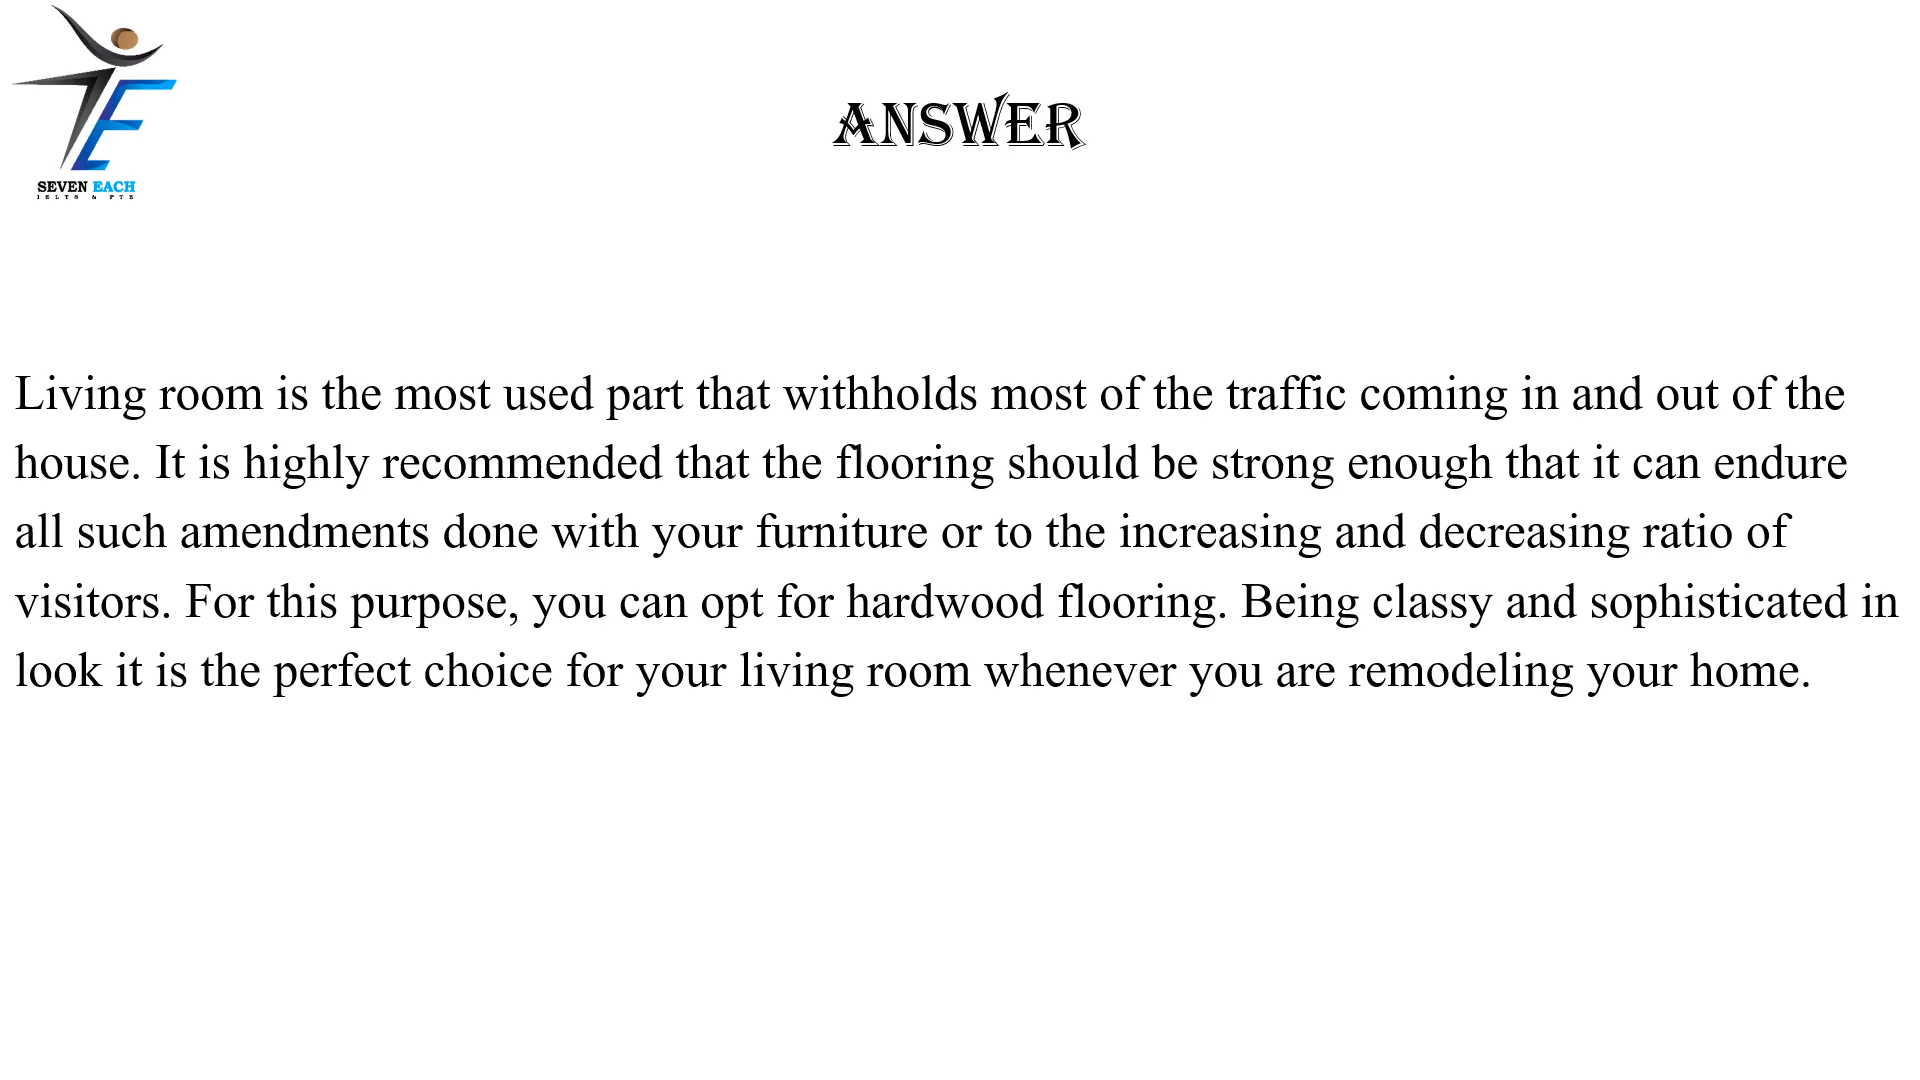 ANSWER
SEVEN EACH
IELTS & PTE
Living room is the most used part that withholds most of the traffic coming in and out of the
house. It is highly recommended that the flooring should be strong enough that it can endure
all such amendments done with your furniture or to the increasing and decreasing ratio of
visitors. For this purpose, you can opt for hardwood flooring. Being classy and sophisticated in
look it is the perfect choice for your living room whenever you are remodeling your home.